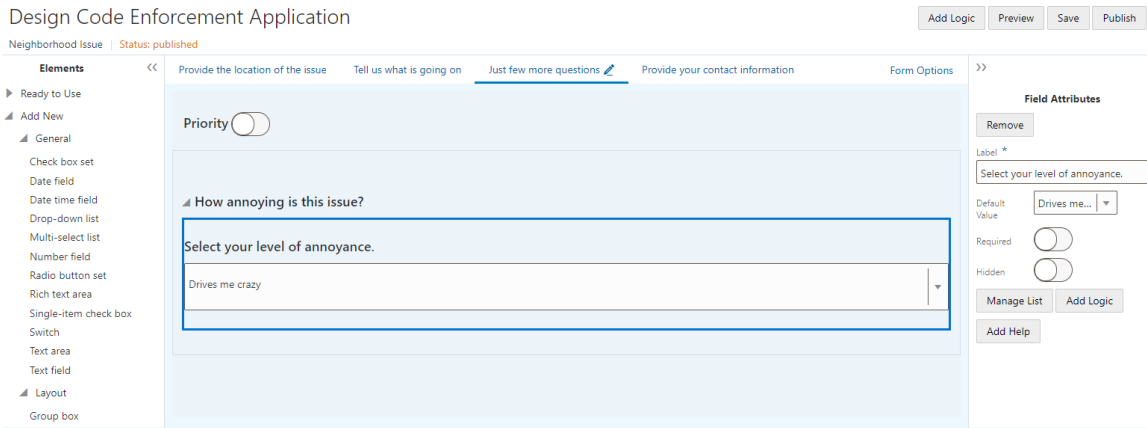 Design Code Enforcement Application
Add Logic
Preview
Save
Publish
Neighborhood Issue | Status: published
Elements
Ready to Use
Add New
General
Check box set
Date field
Date time field
Drop-down list
Multi-select list
Number field
Radio button set
Rich text area
Single-item check box
Switch
Text area
Text field
Layout
Group box
Provide the location of the issue
Tell us what is going on
Just few more questions
Provide your contact information
Form Options
Priority
How annoying is this issue?
Select your level of annoyance.
Drives me crazy
Field Attributes
Remove
Label *
Select your level of annoyance.
Default
Value
Drives me...
Required
Hidden
Manage List
Add Logic
Add Help